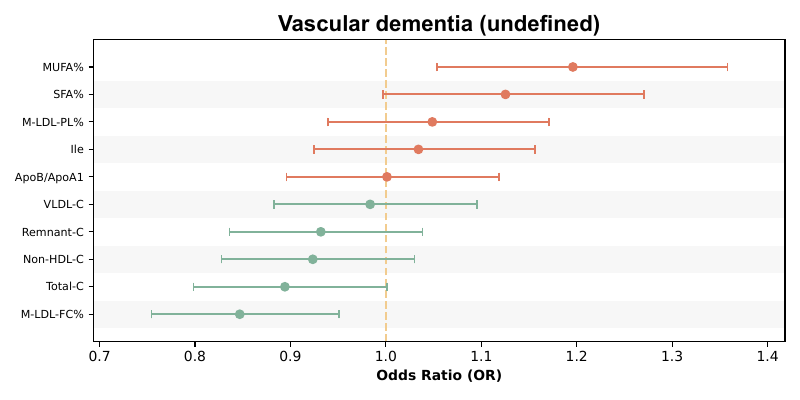 Vascular dementia (undefined)
MUFA%
SFA%
M-LDL-PL%
Ile
ApoB/ApoA1
VLDL-C
Remnant-C
Non-HDL-C
Total-C
M-LDL-FC%
0.7 0.8 0.9 1.0 1.1 1.2 1.3 1.4
Odds Ratio (OR)